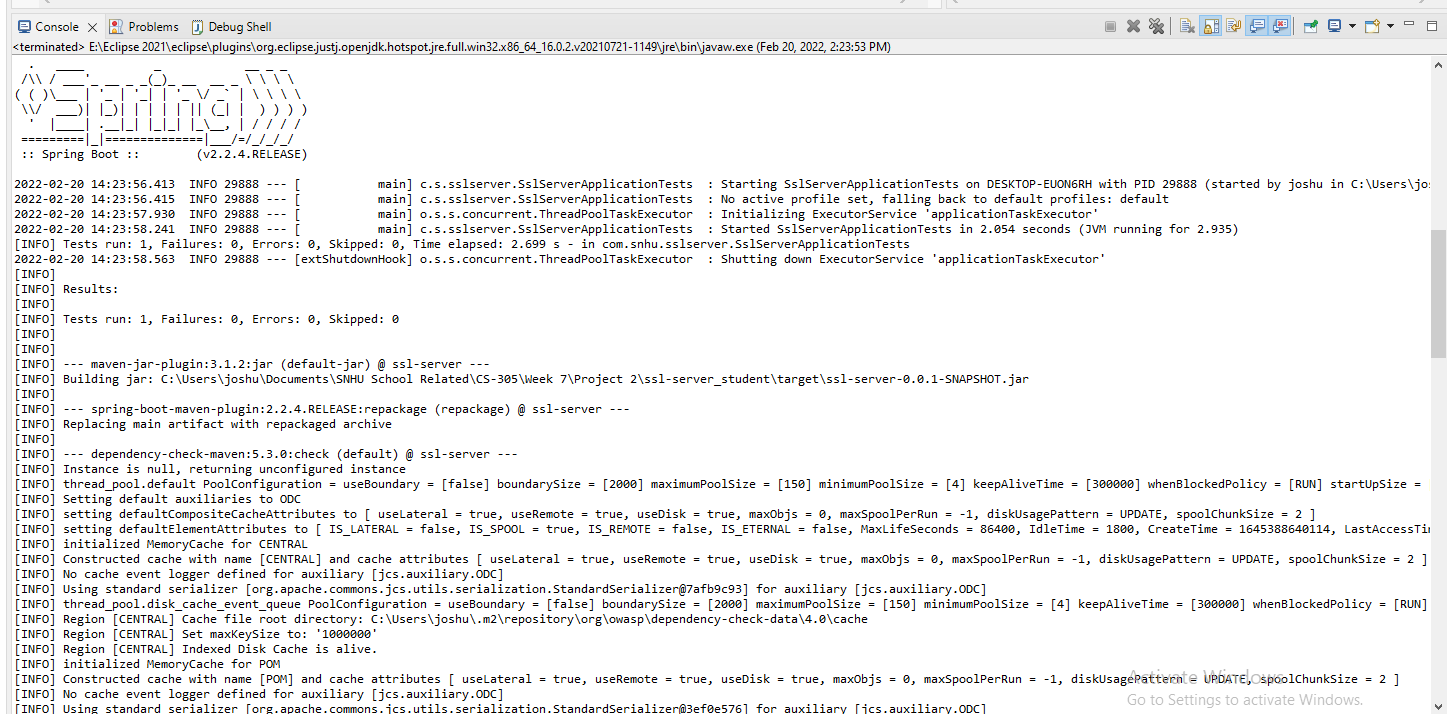 Console Problems Debug Shell
<terminated> E:\Eclipse 2021\eclipse\plugins\org.eclipse.justj.openjdk.hotspot.jre.full.win32.x86_64_16.0.2.v20210721-1149\jre\bin\javaw.exe (Feb 20, 2022, 2:23:53 PM)
:: Spring Boot ::        (v2.2.4.RELEASE)
2022-02-20 14:23:56.413  INFO 29888 --- [           main] c.s.sslserver.SslServerApplicationTests  : Starting SslServerApplicationTests on DESKTOP-EUON6RH with PID 29888 (started by joshu in C:\Users\jo
2022-02-20 14:23:56.415  INFO 29888 --- [           main] c.s.sslserver.SslServerApplicationTests  : No active profile set, falling back to default profiles: default
2022-02-20 14:23:57.930  INFO 29888 --- [           main] o.s.s.concurrent.ThreadPoolTaskExecutor  : Initializing ExecutorService 'applicationTaskExecutor'
2022-02-20 14:23:58.241  INFO 29888 --- [           main] c.s.sslserver.SslServerApplicationTests  : Started SslServerApplicationTests in 2.054 seconds (JVM running for 2.935)
[INFO] Tests run: 1, Failures: 0, Errors: 0, Skipped: 0, Time elapsed: 2.699 s - in com.snhu.sslserver.SslServerApplicationTests
2022-02-20 14:23:58.563  INFO 29888 --- [extShutdownHook] o.s.s.concurrent.ThreadPoolTaskExecutor  : Shutting down ExecutorService 'applicationTaskExecutor'
[INFO]
[INFO] Results:
[INFO]
[INFO] Tests run: 1, Failures: 0, Errors: 0, Skipped: 0
[INFO]
[INFO]
[INFO] --- maven-jar-plugin:3.1.2:jar (default-jar) @ ssl-server ---
[INFO] Building jar: C:\Users\joshu\Documents\SNHU School Related\CS-305\Week 7\Project 2\ssl-server_student\target\ssl-server-0.0.1-SNAPSHOT.jar
[INFO]
[INFO] --- spring-boot-maven-plugin:2.2.4.RELEASE:repackage (repackage) @ ssl-server ---
[INFO] Replacing main artifact with repackaged archive
[INFO]
[INFO] --- dependency-check-maven:5.3.0:check (default) @ ssl-server ---
[INFO] Instance is null, returning unconfigured instance
[INFO] thread_pool.default PoolConfiguration = useBoundary = [false] boundarySize = [2000] maximumPoolSize = [150] minimumPoolSize = [4] keepAliveTime = [300000] whenBlockedPolicy = [RUN] startUpSize =
[INFO] Setting default auxiliaries to ODC
[INFO] setting defaultCompositeCacheAttributes to [ useLateral = true, useRemote = true, useDisk = true, maxObjs = 0, maxSpoolPerRun = -1, diskUsagePattern = UPDATE, spoolChunkSize = 2 ]
[INFO] setting defaultElementAttributes to [ IS_LATERAL = false, IS_SPOOL = true, IS_REMOTE = false, IS_ETERNAL = false, MaxLifeSeconds = 86400, IdleTime = 1800, CreateTime = 1645388640114, LastAccessTi
[INFO] initialized MemoryCache for CENTRAL
[INFO] Constructed cache with name [CENTRAL] and cache attributes [ useLateral = true, useRemote = true, useDisk = true, maxObjs = 0, maxSpoolPerRun = -1, diskUsagePattern = UPDATE, spoolChunkSize = 2 ]
[INFO] No cache event logger defined for auxiliary [jcs.auxiliary.ODC]
[INFO] Using standard serializer [org.apache.commons.jcs.utils.serialization.StandardSerializer@7afb9c93] for auxiliary [jcs.auxiliary.ODC]
[INFO] thread_pool.disk_cache_event_queue PoolConfiguration = useBoundary = [false] boundarySize = [2000] maximumPoolSize = [150] minimumPoolSize = [4] keepAliveTime = [300000] whenBlockedPolicy = [RUN]
[INFO] Region [CENTRAL] Cache file root directory: C:\Users\joshu\.m2\repository\org\owasp\dependency-check-data\4.0\cache
[INFO] Region [CENTRAL] Set maxKeySize to: '1000000'
[INFO] Region [CENTRAL] Indexed Disk Cache is alive.
[INFO] initialized MemoryCache for POM
[INFO] Constructed cache with name [POM] and cache attributes [ useLateral = true, useRemote = true, useDisk = true, maxObjs = 0, maxSpoolPerRun = -1, diskUsagePattern = UPDATE, spoolChunkSize = 2 ]
[INFO] No cache event logger defined for auxiliary [jcs.auxiliary.ODC]
[INFO] Using standard serializer [org.apache.commons.jcs.utils.serialization.StandardSerializer@3ef0e576] for auxiliary [jcs.auxiliary.ODC]
Activate Windows
Go to Settings to activate Windows.